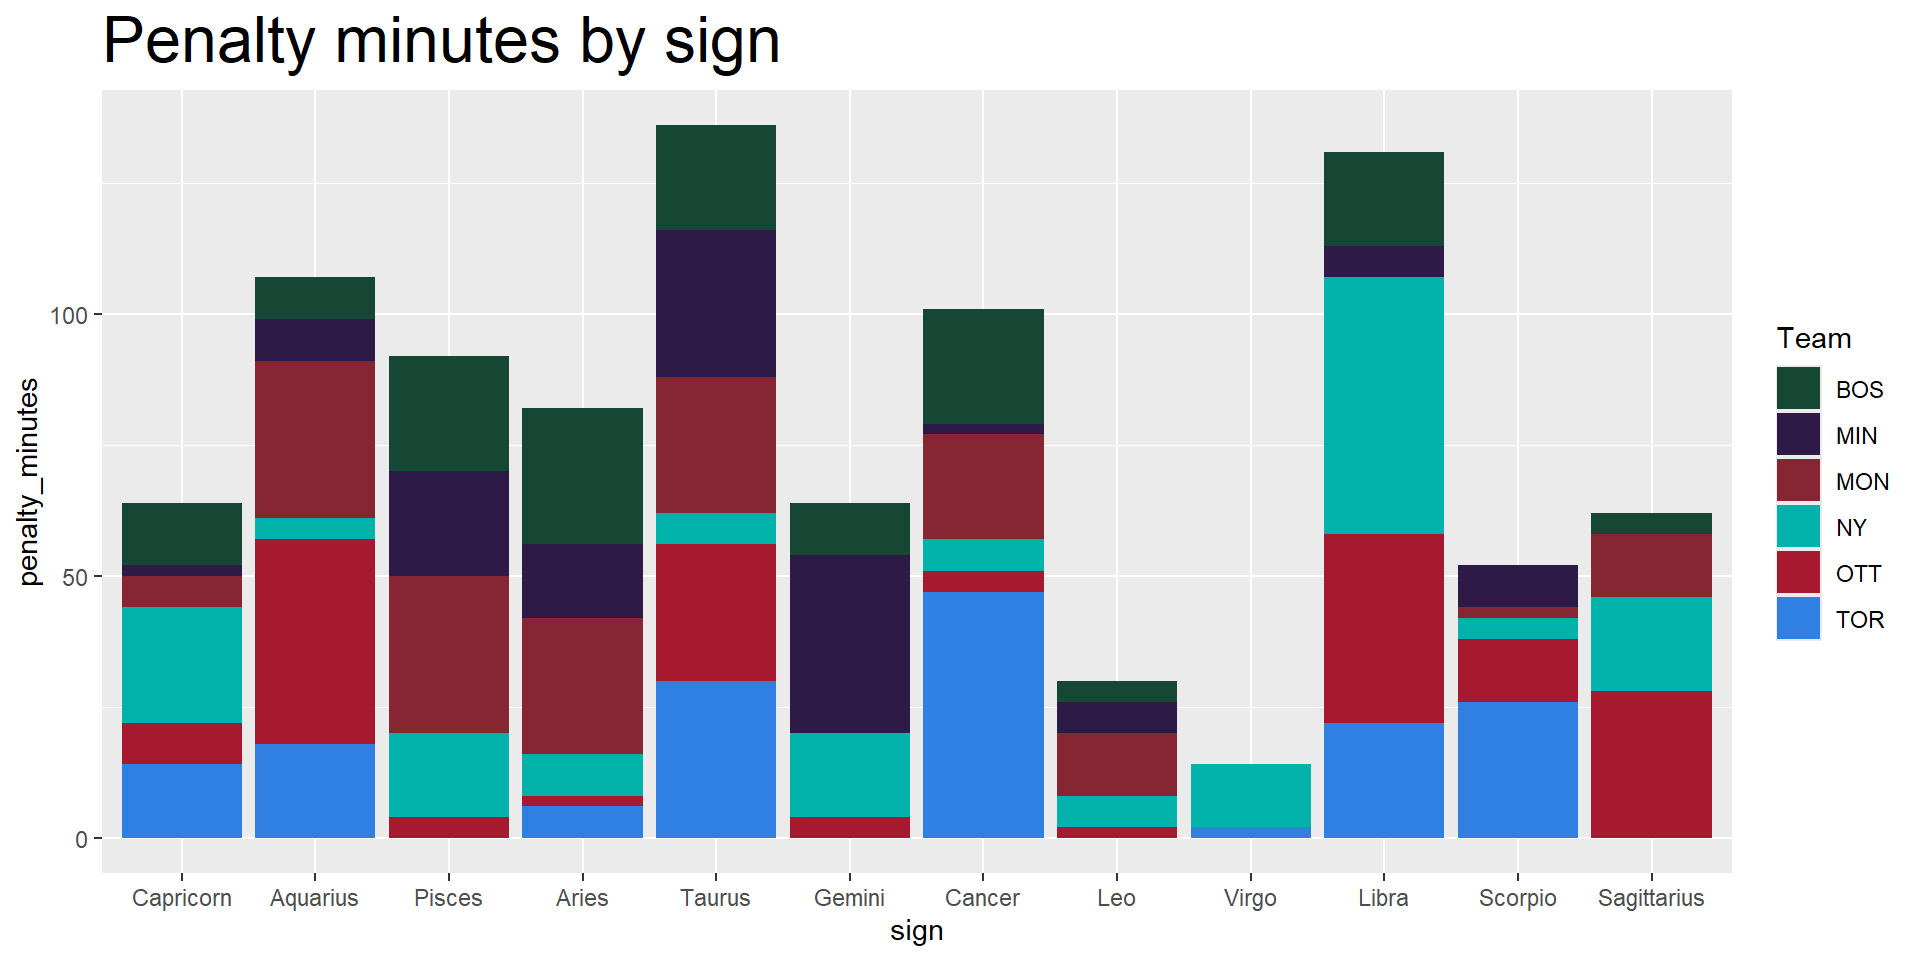 Penalty minutes by sign
penalty_minutes
100
50
0
Capricorn Aquarius Pisces Aries Taurus Gemini Cancer Leo Virgo Libra Scorpio Sagittarius
sign
Team
BOS
MIN
MON
NY
OTT
TOR